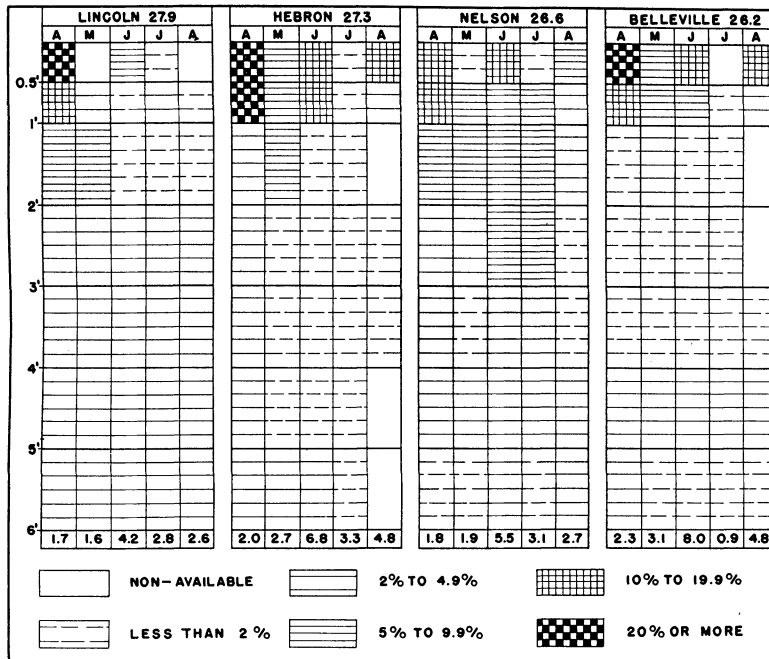 LINCOLN 27.9 HEBRON 27.3 NELSON 26.6 BELLEVILLE 26.2
A M J J A A M J J A A M J J A A M J J A
0.5'
1'
2'
3'
4'
5'
6'
1.7 1.6 4.2 2.8 2.6 2.0 2.7 6.8 3.3 4.8 1.8 1.9 5.5 3.1 2.7 2.3 3.1 8.0 0.9 4.8
NON-AVAILABLE 2% TO 4.9% 10% TO 19.9%
LESS THAN 2% 5% TO 9.9% 20% OR MORE